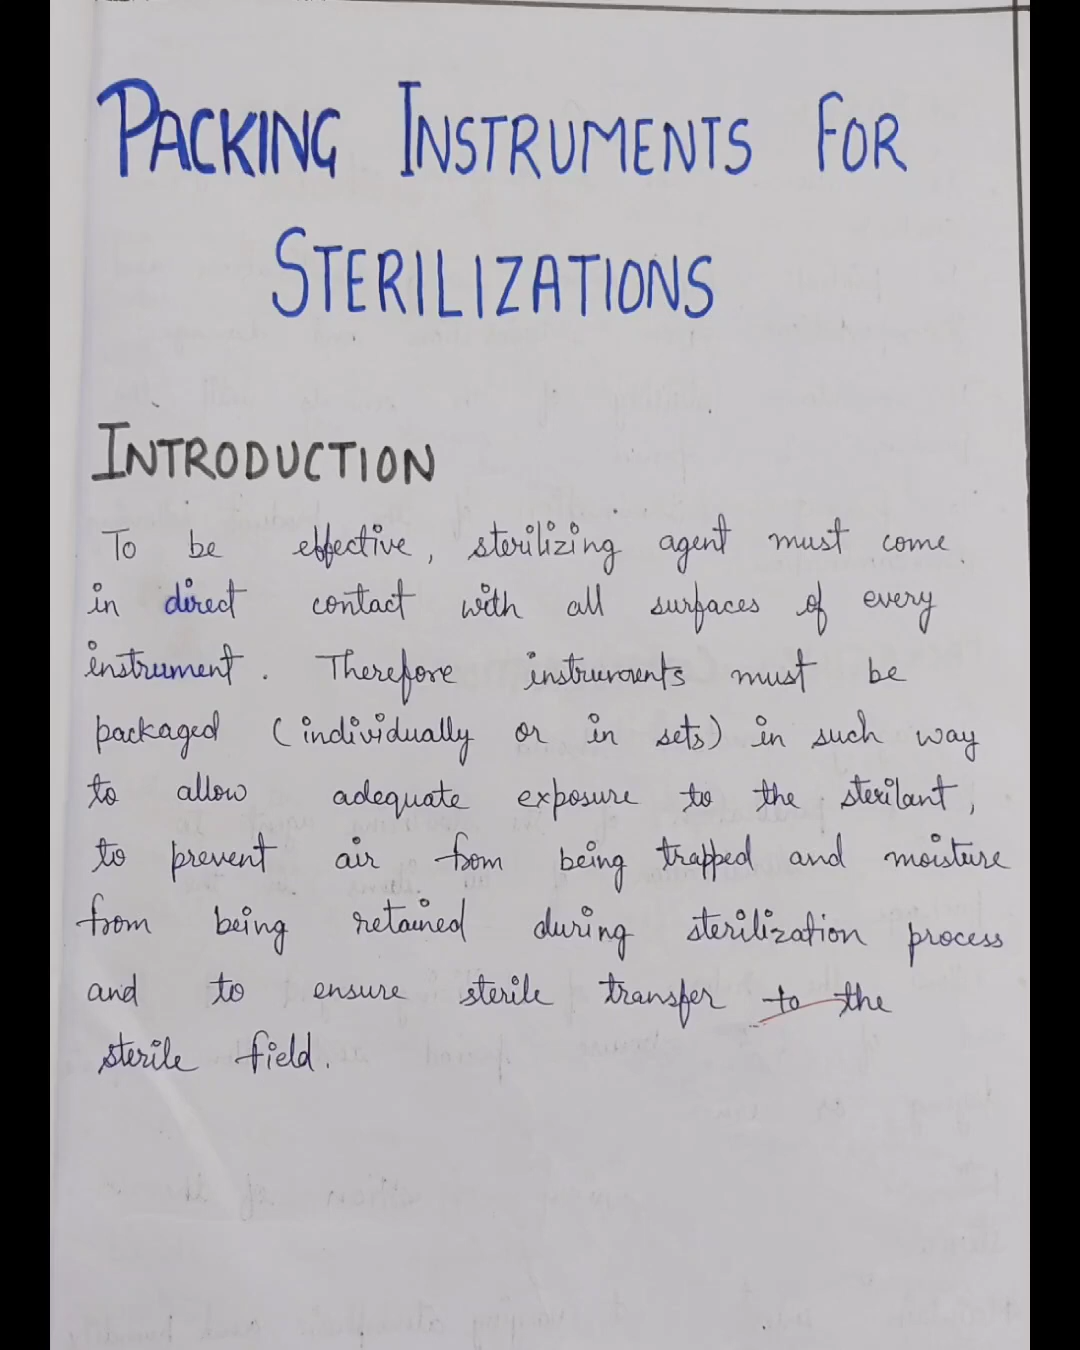 PACKING INSTRUMENTS FOR
STERILIZATIONS
INTRODUCTION
To be effective, sterilizing agent must come
in direct contact with all surfaces of every
instrument. Therefore instruments must be
packaged (individually or in sets) in such way
to allow adequate exposure to the sterilant,
to prevent air from being trapped and moisture
from being retained during sterilization process
and to ensure sterile transfer to the
sterile field.